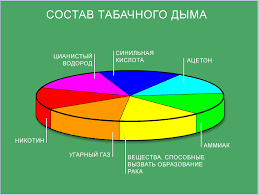 СОСТАВ ТАБАЧНОГО ДЫМА
ЦИАНИСТЫЙ
ВОДОРОД
СИНИЛЬНАЯ
КИСЛОТА
АЦЕТОН
НИКОТИН
УГАРНЫЙ ГАЗ
ВЕЩЕСТВА, СПОСОБНЫЕ
ВЫЗВАТЬ ОБРАЗОВАНИЕ
РАКА
АММИАК